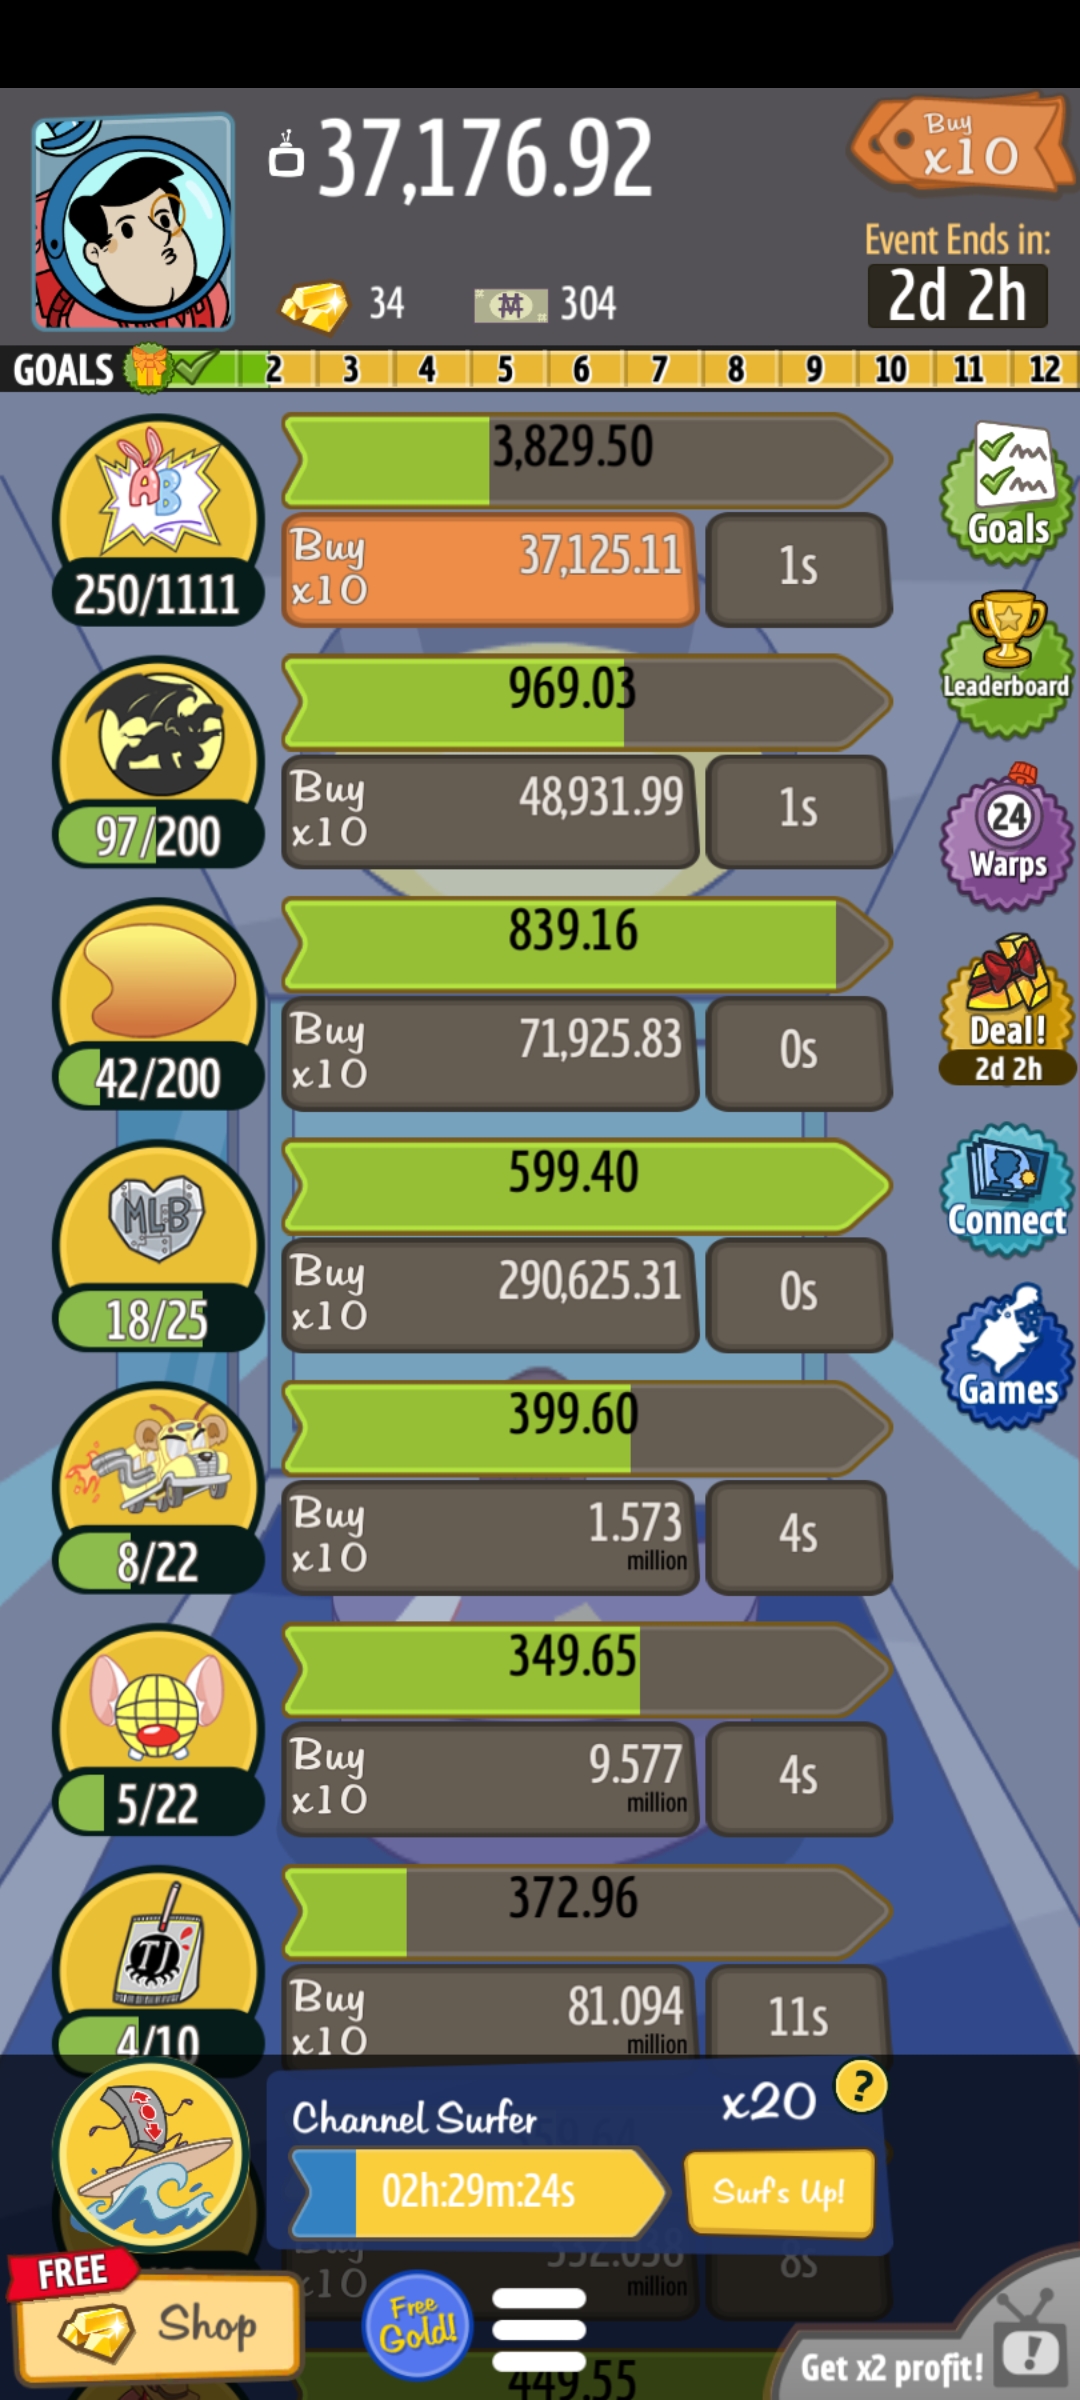 37,176.92
Buy
x10
Event Ends in:
2d 2h
34
304
GOALS 2 3 4 5 6 7 8 9 10 11 12
AB
3,829.50
250/1111
Buy
x10
37,125.11
1s
Goals
969.03
97/200
Buy
x10
48,931.99
1s
Leaderboard
24
Warps
839.16
42/200
Buy
x10
71,925.83
0s
Deal!
2d 2h
MLB
599.40
18/25
Buy
x10
290,625.31
0s
Connect
399.60
8/22
Buy
x10
1.573
million
4s
Games
349.65
5/22
Buy
x10
9.577
million
4s
TJ
372.96
4/10
Buy
x10
81.094
million
11s
Channel Surfer
x20
?
02h:29m:24s
Surf's Up!
x10
million
8s
FREE
Shop
Free
Gold!
449.55
Get x2 profit!